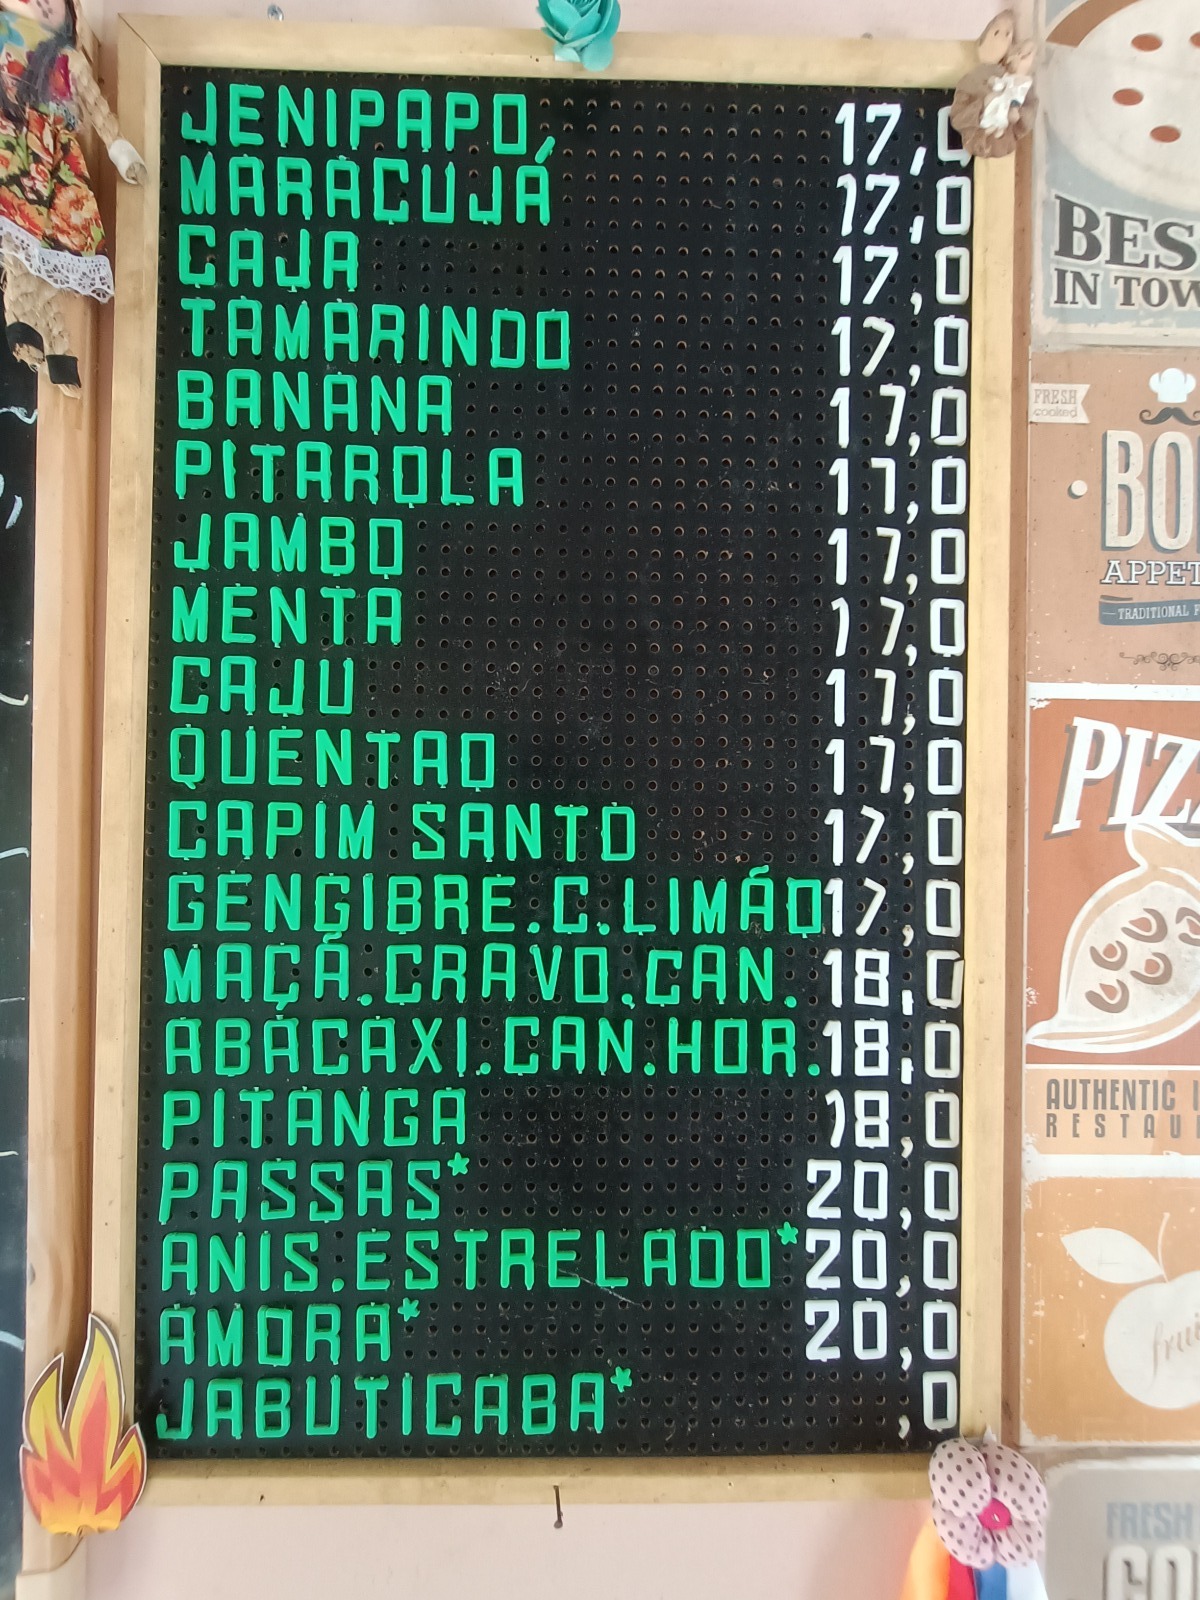 JENIPAPO, 17,0
MARACUJÁ 17,0
CAJA 17,0
TAMARINDO 17,0
BANANA 17,0
PITAROLA 17,0
JAMBO 17,0
MENTA 17,0
CAJU 17,0
QUENTAO 17,0
CAPIM SANTO 17,0
GENGIBRE.C.LIMÃO 17,0
MAÇÃ.CRAVO.CAN. 18,0
ABACAXI.CAN.HOR. 18,0
PITANGA 18,0
PASSAS* 20,0
ANIS.ESTRELADO* 20,0
AMORA* 20,0
JABUTICABA* ,0
BES
IN TOW
FRESH
cooked
BO
APPET
TRADITIONAL F
PIZ
AUTHENTIC
RESTAU
FRESH
CO